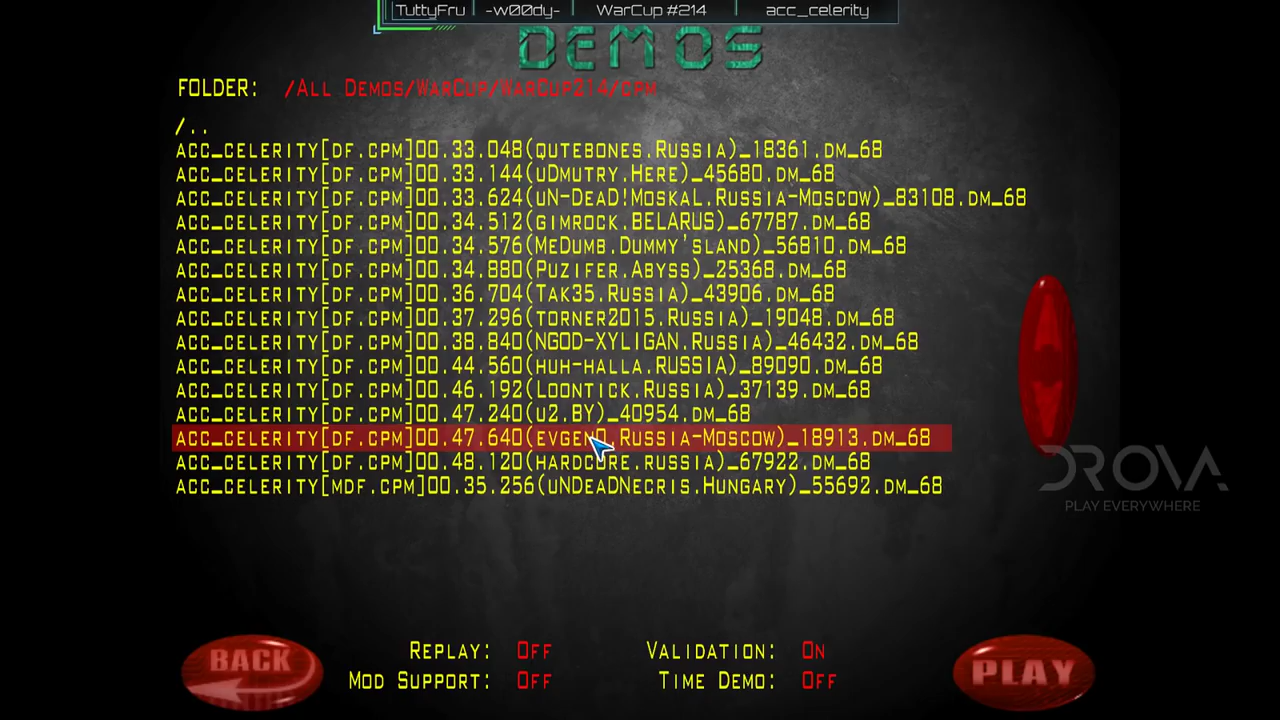 TuttyFru -w00dy- WarCup #214 acc_celerity
DEMOS
FOLDER: /All Demos/WarCup/WarCup214/cpm
/..
acc_celerity[df.cpm]00.33.048(qutebones.Russia)_18361.dm_68
acc_celerity[df.cpm]00.33.144(uDmutry.Here)_45680.dm_68
acc_celerity[df.cpm]00.33.624(uN-DeaD!Moskal.Russia-Moscow)_83108.dm_68
acc_celerity[df.cpm]00.34.512(gimrock.BELARUS)_67787.dm_68
acc_celerity[df.cpm]00.34.576(MeDumb.Dummy'sland)_56810.dm_68
acc_celerity[df.cpm]00.34.880(Puzifer.Abyss)_25368.dm_68
acc_celerity[df.cpm]00.36.704(Tak35.Russia)_43906.dm_68
acc_celerity[df.cpm]00.37.296(torner2015.Russia)_19048.dm_68
acc_celerity[df.cpm]00.38.840(NGOD-XYLIGAN.Russia)_46432.dm_68
acc_celerity[df.cpm]00.44.560(huh-halla.RUSSIA)_89090.dm_68
acc_celerity[df.cpm]00.46.192(Loontick.Russia)_37139.dm_68
acc_celerity[df.cpm]00.47.240(u2.BY)_40954.dm_68
acc_celerity[df.cpm]00.47.640(evgeno.Russia-Moscow)_18913.dm_68
acc_celerity[df.cpm]00.48.120(hardcore.russia)_67922.dm_68
acc_celerity[mdf.cpm]00.35.256(uNDeaDNecris.Hungary)_55692.dm_68
DROVA
PLAY EVERYWHERE
Replay: Off Validation: On
Mod Support: Off Time Demo: Off
BACK
PLAY